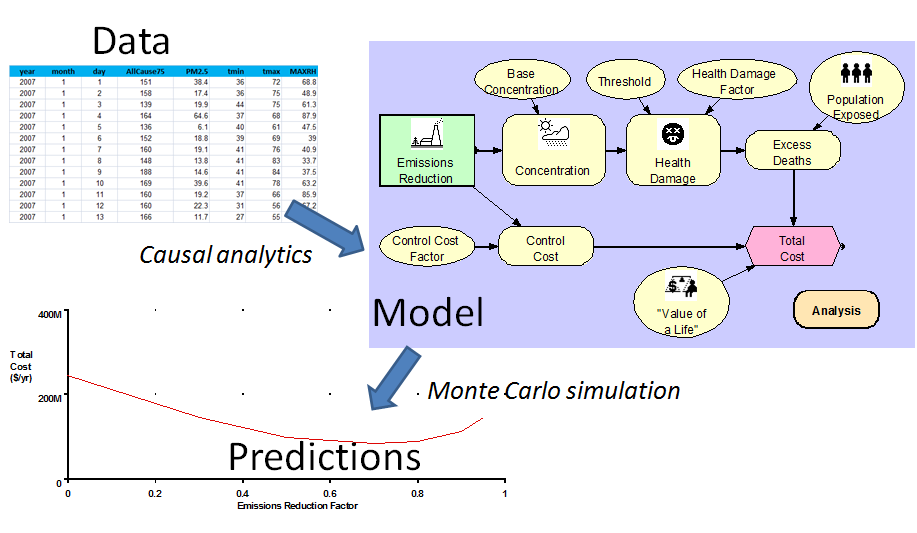 Data
year month day AllCause75 PM2.5 tmin tmax MAXRH
2007 1 1 151 38.4 36 72 68.8
2007 1 2 158 17.4 36 75 48.9
2007 1 3 139 19.9 44 75 61.3
2007 1 4 164 64.6 37 68 87.9
2007 1 5 136 6.1 40 61 47.5
2007 1 6 152 18.8 39 69 39
2007 1 7 160 19.1 41 76 40.9
2007 1 8 148 13.8 41 83 33.7
2007 1 9 188 14.6 41 84 37.5
2007 1 10 169 39.6 41 78 63.2
2007 1 11 160 19.2 37 66 85.9
2007 1 12 160 22.3 31 56
2007 1 13 166 11.7 27 55
Causal analytics
Base
Concentration
Threshold
Health Damage
Factor
Population
Exposed
Emissions
Reduction
Concentration
Health
Damage
Excess
Deaths
Control Cost
Factor
Control
Cost
Total
Cost
"Value of
a Life"
Analysis
Model
Monte Carlo simulation
400M
Total
Cost
($/yr)
200M
Predictions
0
0 0.2 0.4 0.6 0.8 1
Emissions Reduction Factor